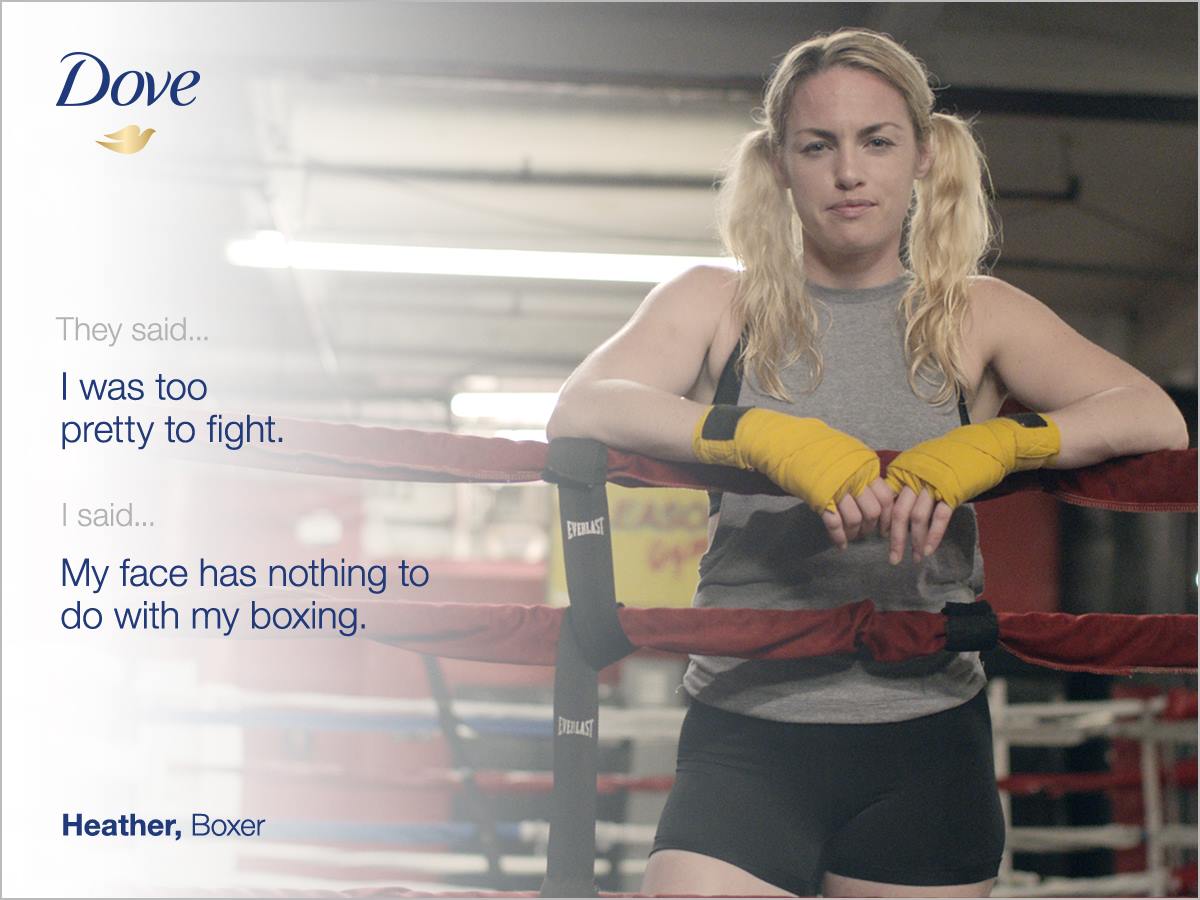 Dove
They said...
I was too
pretty to fight.
I said...
My face has nothing to
do with my boxing.
Heather, Boxer
EVERLAST
EVERLAST